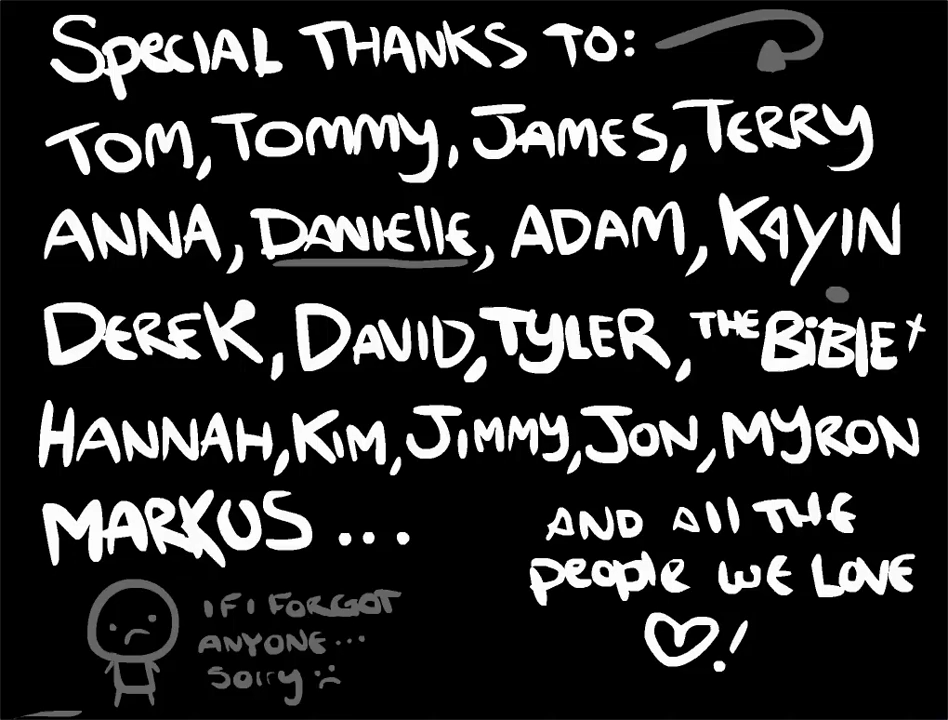 Special THANKS TO:
TOM, TOMMY, JAMES, TERRY
ANNA, DANIElle, ADAM, KAYIN
DEREK, DAVID, TYLER, THE BiBLE
HANNAH, KiM, JiMMY, JON, MYRON
MARKUS...
AND All THE
people WE LOVE
!
IF I FORGOT
ANYONE...
Sorry :(